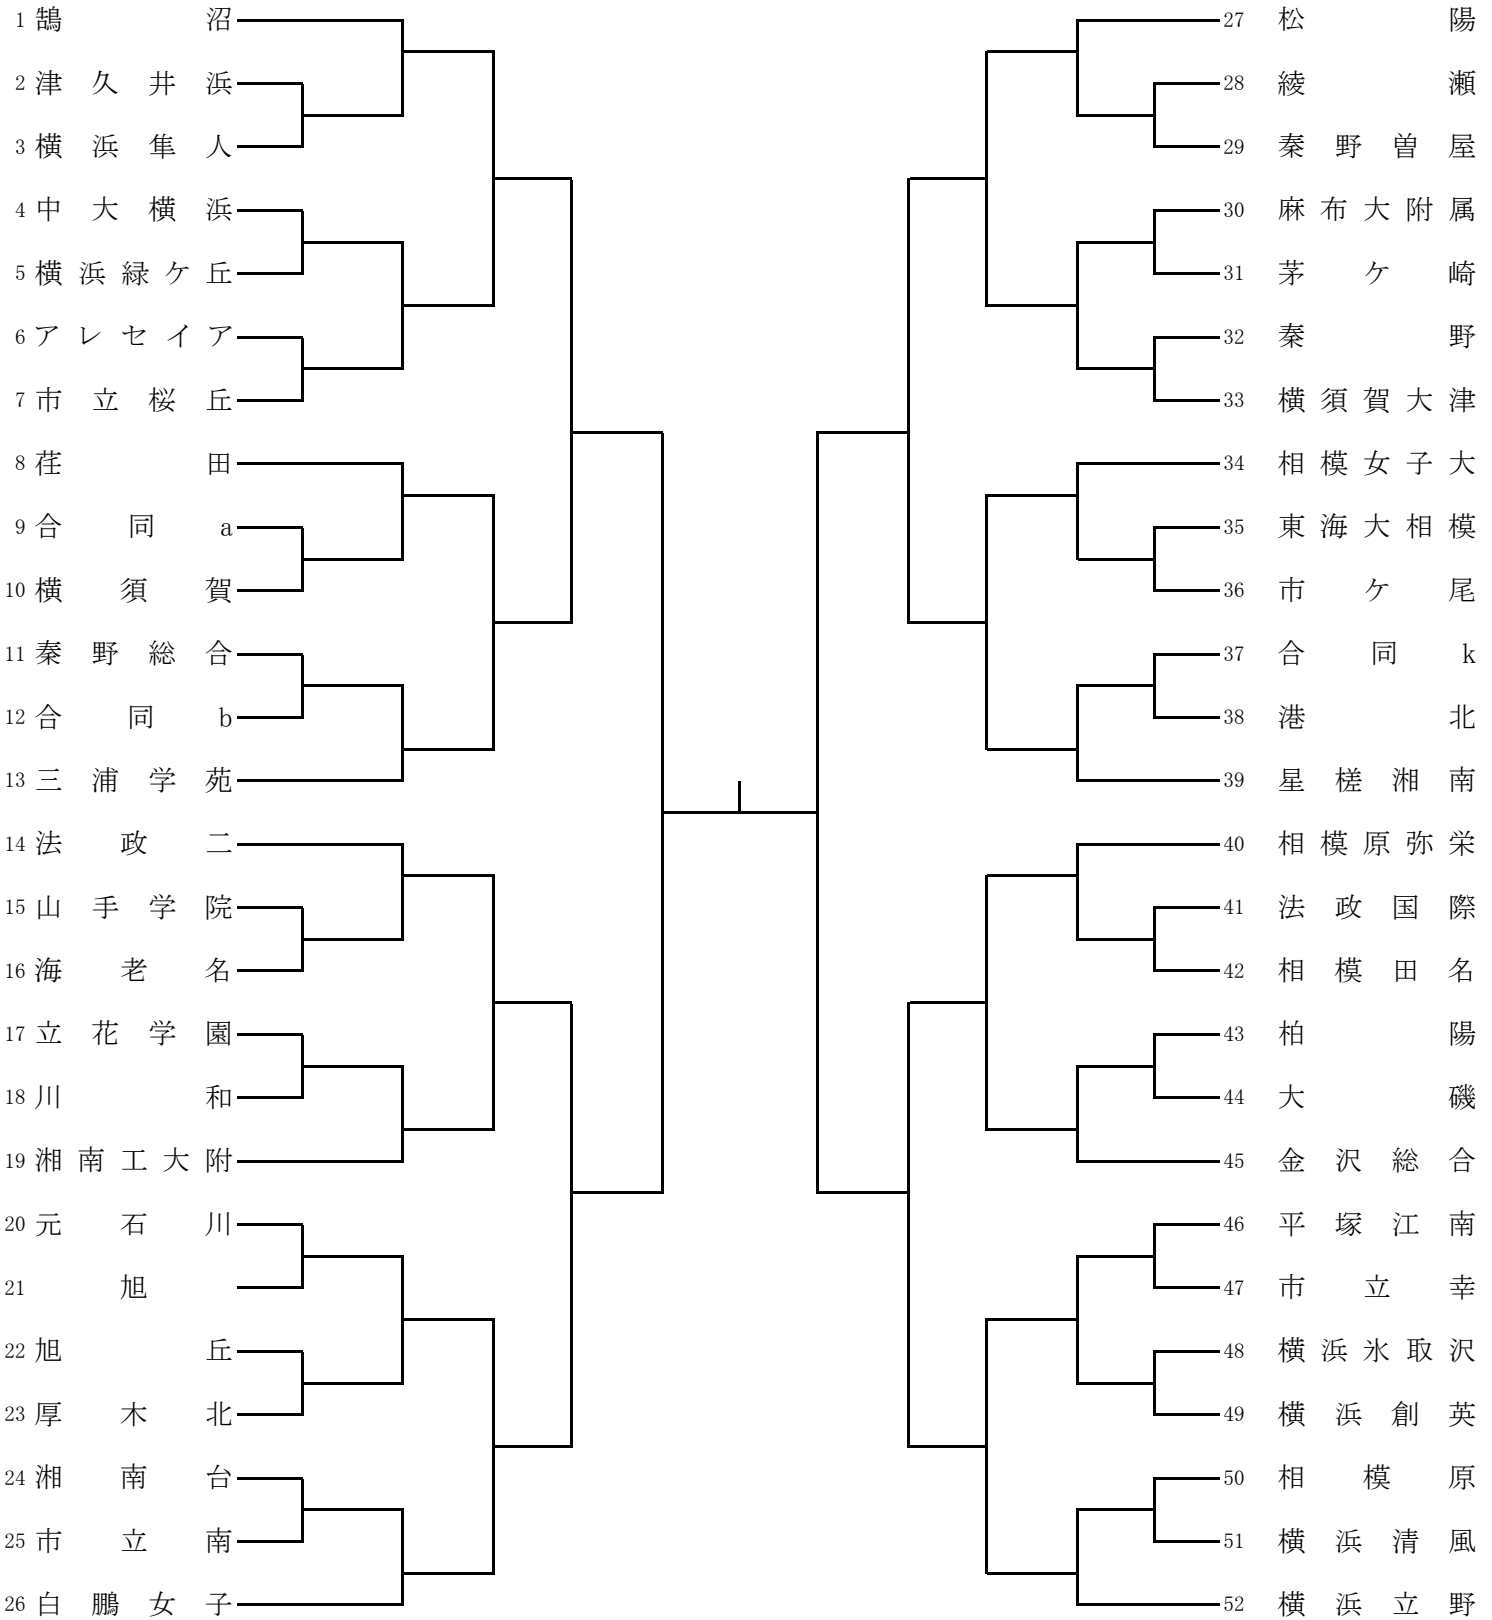 1 鵠沼
2 津久井浜
3 横浜隼人
4 中大横浜
5 横浜緑ケ丘
6 アレセイア
7 市立桜丘
8 荏田
9 合同a
10 横須賀
11 秦野総合
12 合同b
13 三浦学苑
14 法政二
15 山手学院
16 海老名
17 立花学園
18 川和
19 湘南工大附
20 元石川
21 旭
22 旭丘
23 厚木北
24 湘南台
25 市立南
26 白鵬女子
27 松陽
28 綾瀬
29 秦野曽屋
30 麻布大附属
31 茅ケ崎
32 秦野
33 横須賀大津
34 相模女子大
35 東海大相模
36 市ケ尾
37 合同k
38 港北
39 星槎湘南
40 相模原弥栄
41 法政国際
42 相模田名
43 柏陽
44 大磯
45 金沢総合
46 平塚江南
47 市立幸
48 横浜氷取沢
49 横浜創英
50 相模原
51 横浜清風
52 横浜立野